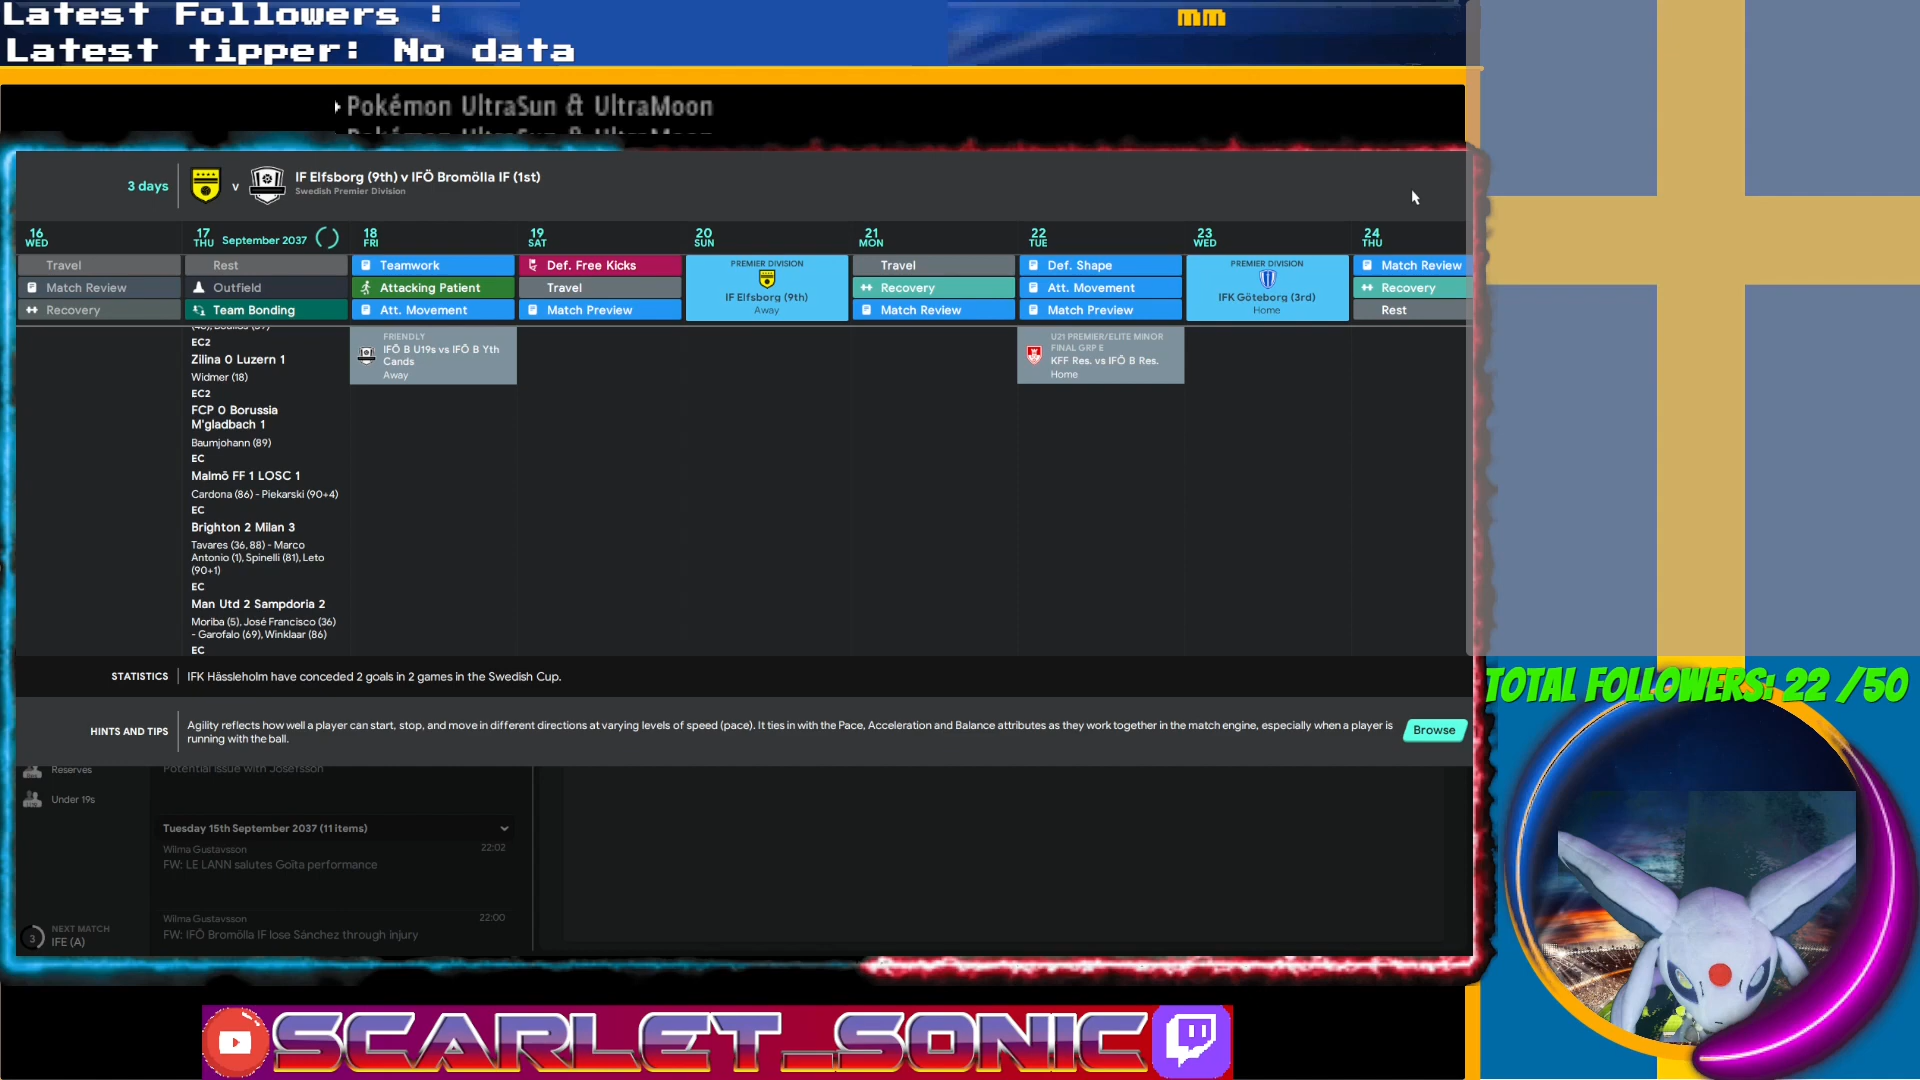 Latest Followers :
mm
Latest tipper: No data
Pokémon UltraSun & UltraMoon
3 days
v
IF Elfsborg (9th) v IFÖ Bromölla IF (1st)
Swedish Premier Division
16
WED
17
THU
September 2037
18
FRI
19
SAT
20
SUN
21
MON
22
TUE
23
WED
24
THU
Travel
Match Review
Recovery
Rest
Outfield
Team Bonding
Teamwork
Attacking Patient
Att. Movement
Def. Free Kicks
Travel
Match Preview
PREMIER DIVISION
IF Elfsborg (9th)
Away
Travel
Recovery
Match Review
Def. Shape
Att. Movement
Match Preview
PREMIER DIVISION
IFK Göteborg (3rd)
Home
Match Review
Recovery
Rest
EC2
Zilina 0 Luzern 1
Widmer (18)
EC2
FCP 0 Borussia
M'gladbach 1
Baumjohann (89)
EC
Malmö FF 1 LOSC 1
Cardona (86) - Piekarski (90+4)
EC
Brighton 2 Milan 3
Tavares (36, 88) - Marco
Antonio (1), Spinelli (81), Leto
(90+1)
EC
Man Utd 2 Sampdoria 2
Moriba (5), José Francisco (36)
- Garofalo (69), Winklaar (86)
EC
FRIENDLY
IFÖ B U19s vs IFÖ B Yth
Cands
Away
U21 PREMIER/ELITE MINOR
FINAL GRP E
KFF Res. vs IFÖ B Res.
Home
STATISTICS
IFK Hässleholm have conceded 2 goals in 2 games in the Swedish Cup.
HINTS AND TIPS
Agility reflects how well a player can start, stop, and move in different directions at varying levels of speed (pace). It ties in with the Pace, Acceleration and Balance attributes as they work together in the match engine, especially when a player is
running with the ball.
Browse
Reserves
Under 19s
Potential issue with Josefsson
Tuesday 15th September 2037 (11 items)
Wilma Gustavsson
22:02
FW: LE LANN salutes Goïta performance
Wilma Gustavsson
22:00
FW: IFÖ Bromölla IF lose Sánchez through injury
3
NEXT MATCH
IFE (A)
TOTAL FOLLOWERS: 22 /50
SCARLET_SONIC